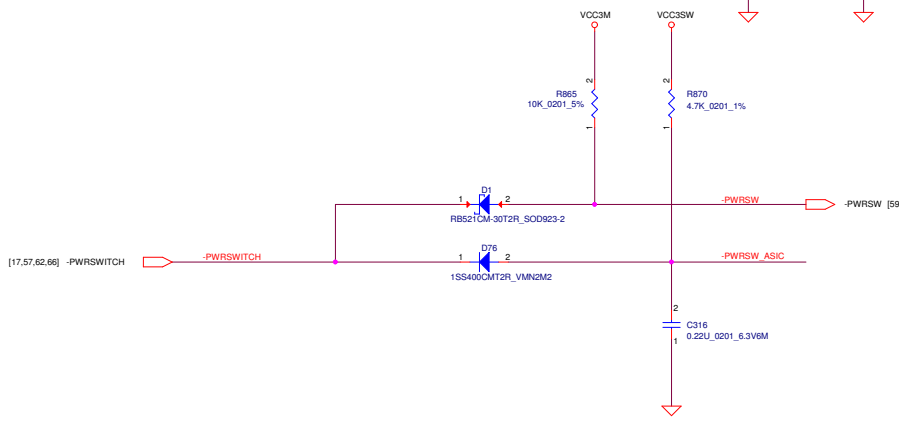 VCC3M
VCC3SW
2
2
R865
10K_0201_5%
R870
4.7K_0201_1%
1
1
D1
1
2
-PWRSW
-PWRSW [59
RB521CM-30T2R_SOD923-2
[17,57,62,66] -PWRSWITCH
-PWRSWITCH
D76
1
2
-PWRSW_ASIC
1SS400CMT2R_VMN2M2
2
C316
0.22U_0201_6.3V6M
1